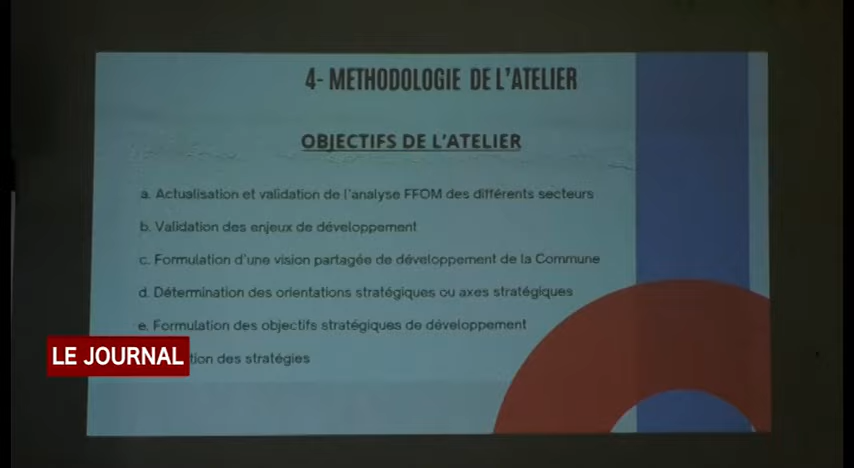 4- METHODOLOGIE DE L'ATELIER
OBJECTIFS DE L'ATELIER
a. Actualisation et validation de l'analyse FFOM des différents secteurs
b. Validation des enjeux de développement
c. Formulation d'une vision partagée de développement de la Commune
d. Détermination des orientations stratégiques ou axes stratégiques
e. Formulation des objectifs stratégiques de développement
des stratégies
LE JOURNAL